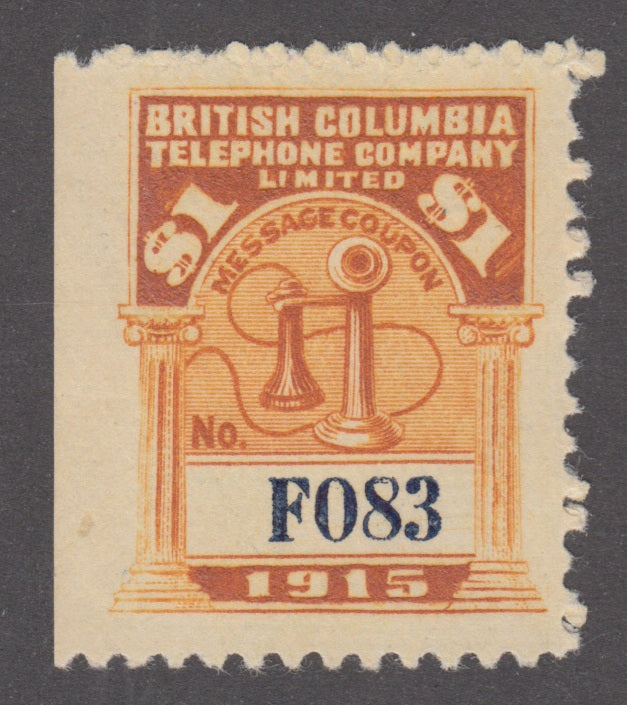 BRITISH COLUMBIA
TELEPHONE COMPANY
LIMITED
$1 $1
MESSAGE COUPON
No.
F083
1915